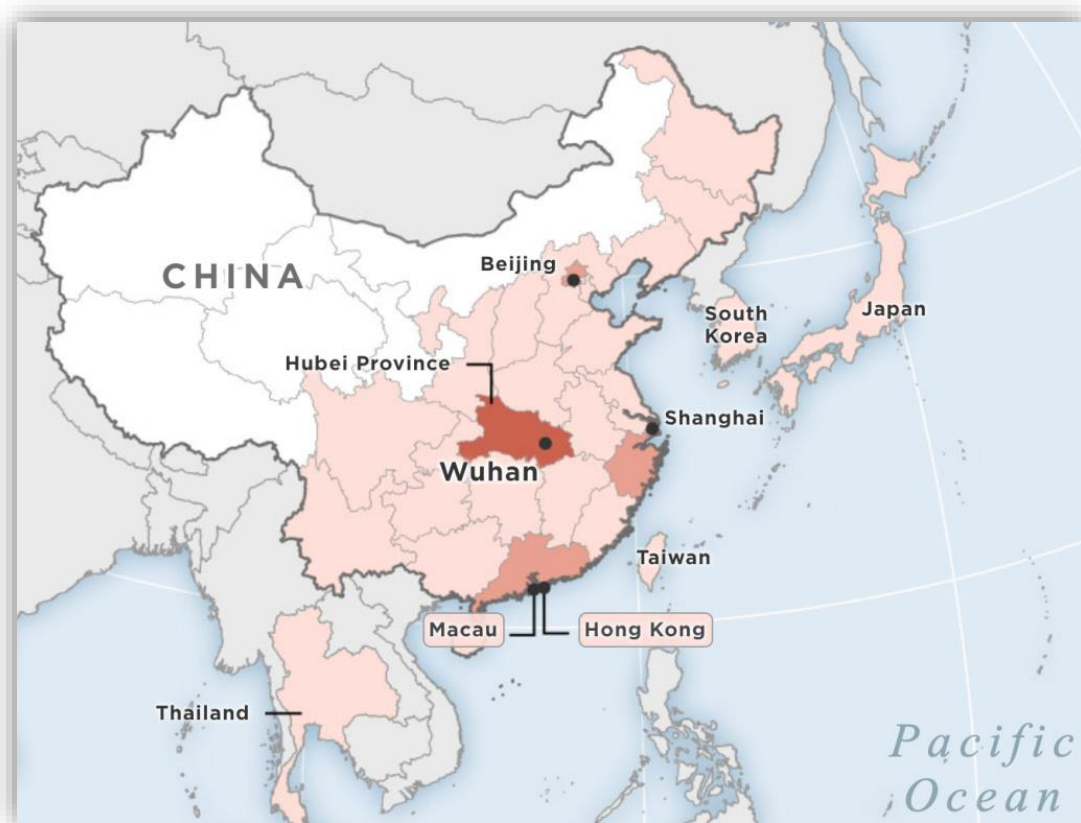 Beijing
CHINA
South
Korea
Japan
Hubei Province
Shanghai
Wuhan
Taiwan
Macau
Hong Kong
Thailand
Pacific
Ocean